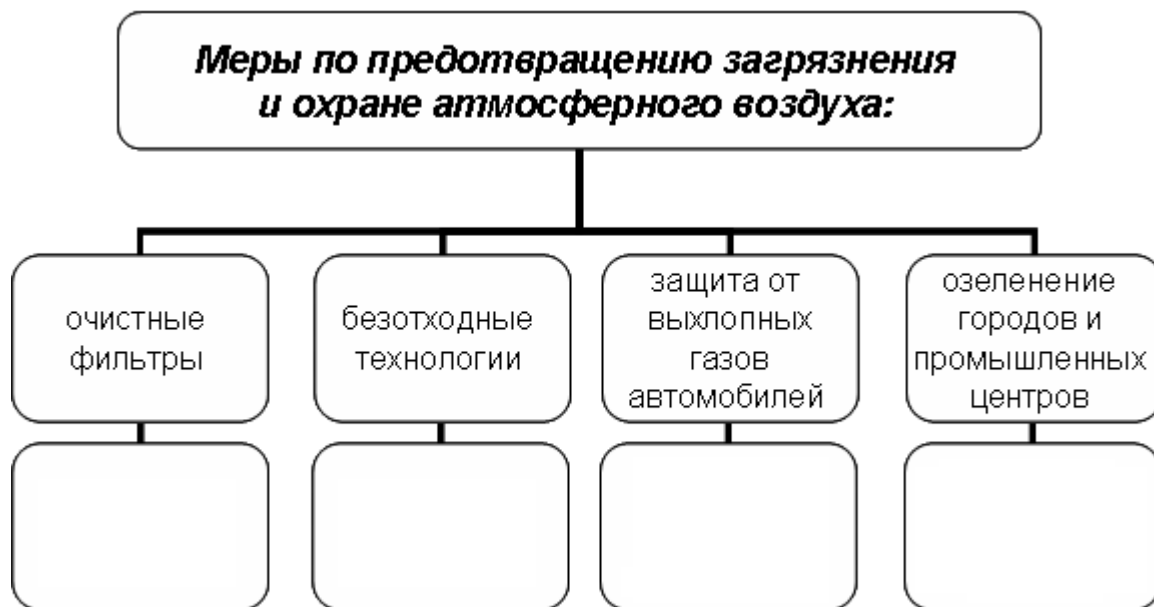 Меры по предотвращению загрязнения
и охране атмосферного воздуха:
очистные
фильтры
безотходные
технологии
защита от
выхлопных
газов
автомобилей
озеленение
городов и
промышленных
центров